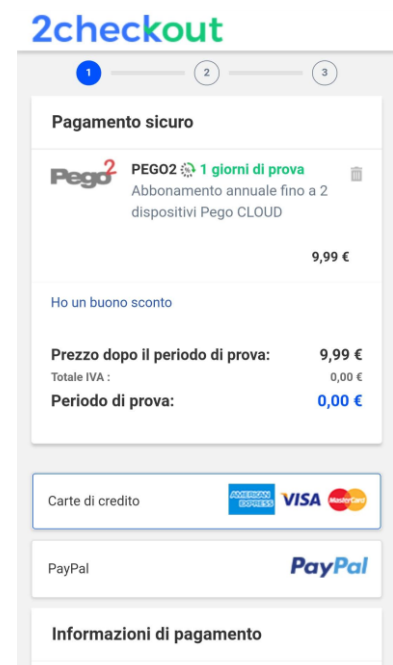 2checkout
1 2 3
Pagamento sicuro
Pego2 PEGO2 1 giorni di prova
Abbonamento annuale fino a 2
dispositivi Pego CLOUD
9,99 €
Ho un buono sconto
Prezzo dopo il periodo di prova: 9,99 €
Totale IVA : 0,00 €
Periodo di prova: 0,00 €
Carte di credito AMERICAN EXPRESS VISA MasterCard
PayPal PayPal
Informazioni di pagamento